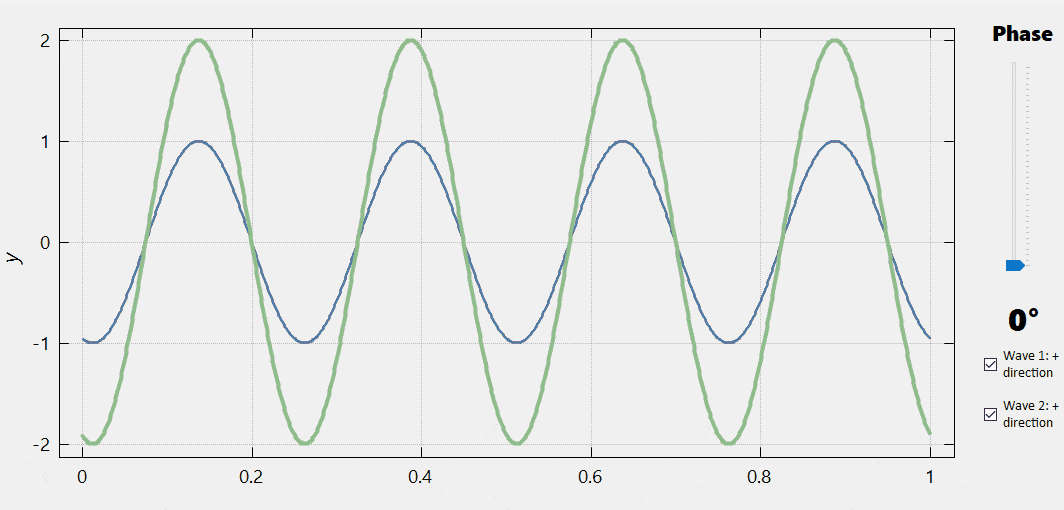 Phase
2
1
0
-1
-2
y
0
0.2
0.4
0.6
0.8
1
0°
Wave 1: +
direction
Wave 2: +
direction